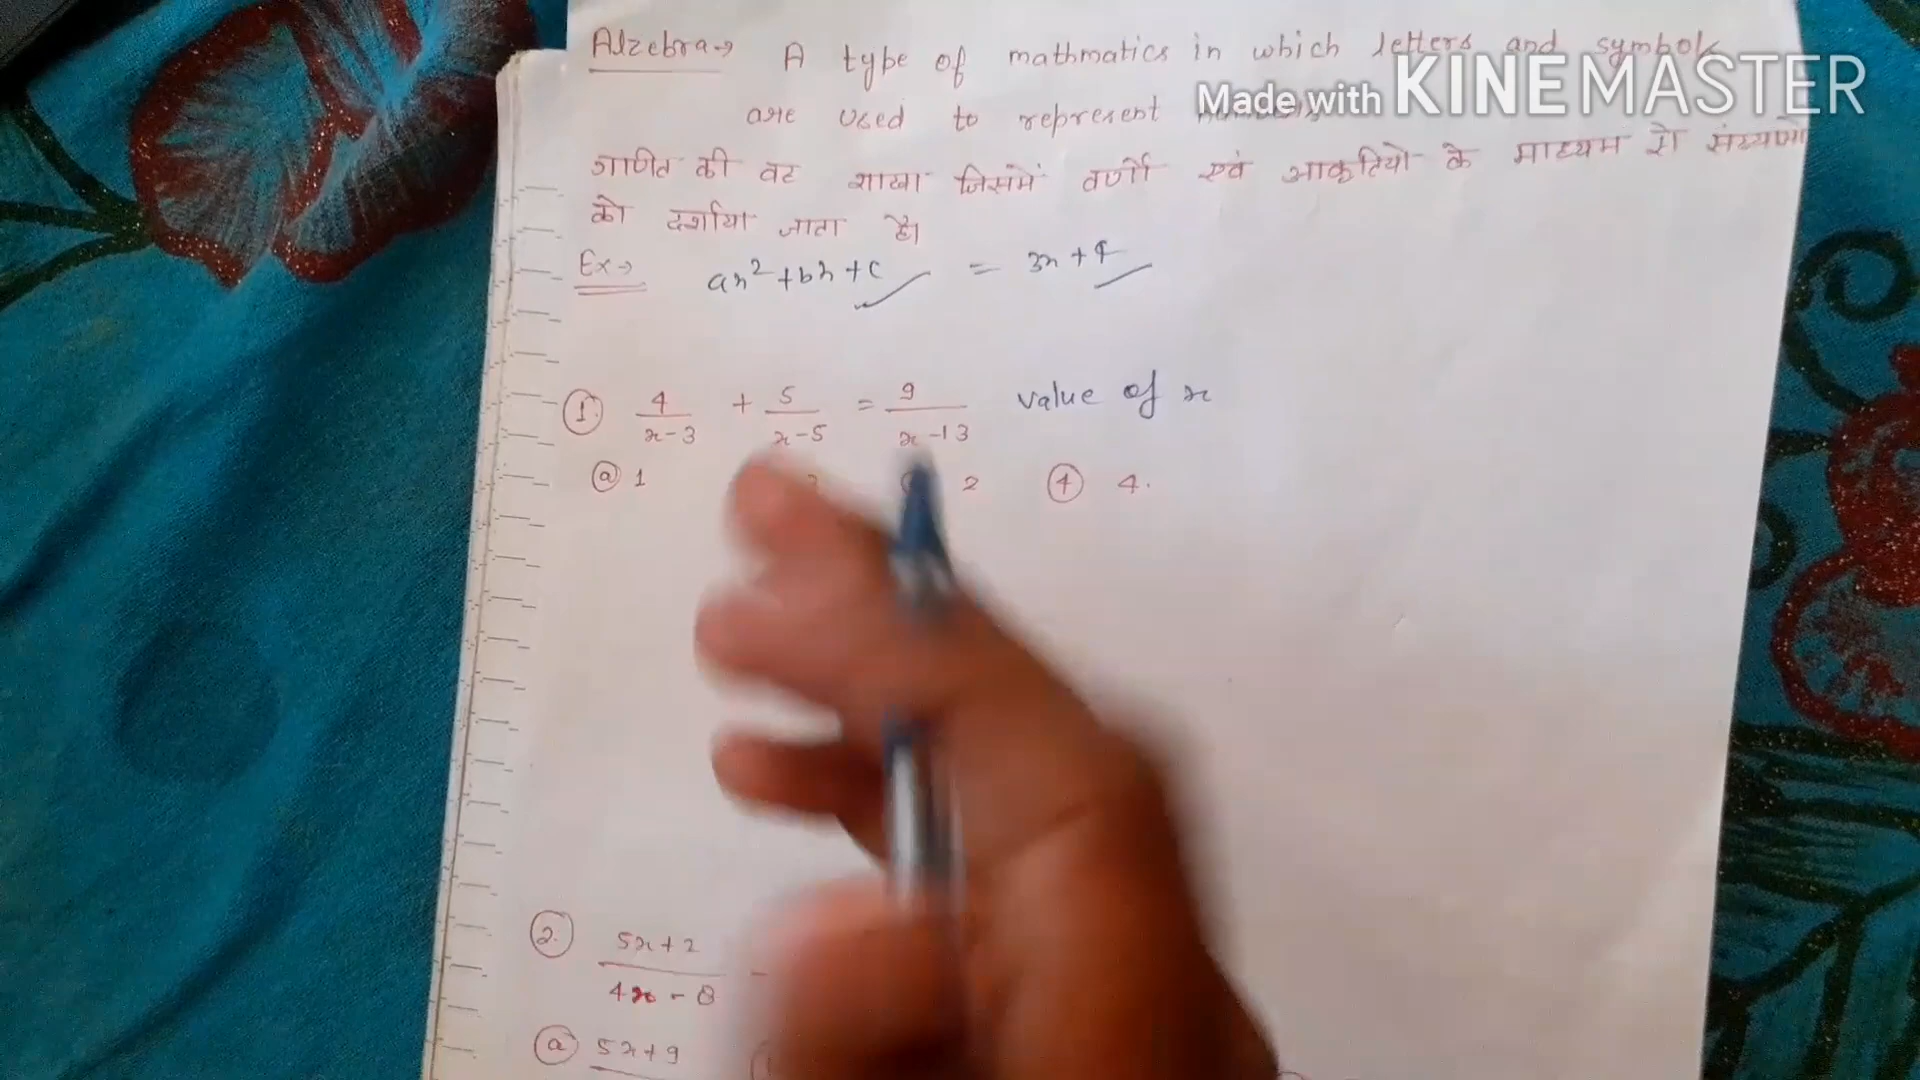 Alzebra→ A type of mathmatics in which letters and symbols
Made with KINEMASTER
are used to represent
गणित की वह शाखा जिसमें वर्णो एवं आकृतियो के माध्यम से संख्याओ
को दर्शाया जाता है।
Ex→ ax²+bx+c = 3x+4
① 4/x-3 + 5/x-5 = 9/x-13 value of x
ⓐ 1 2 ④ 4.
2. 5x+2/4x-8 -
ⓐ 5x+9